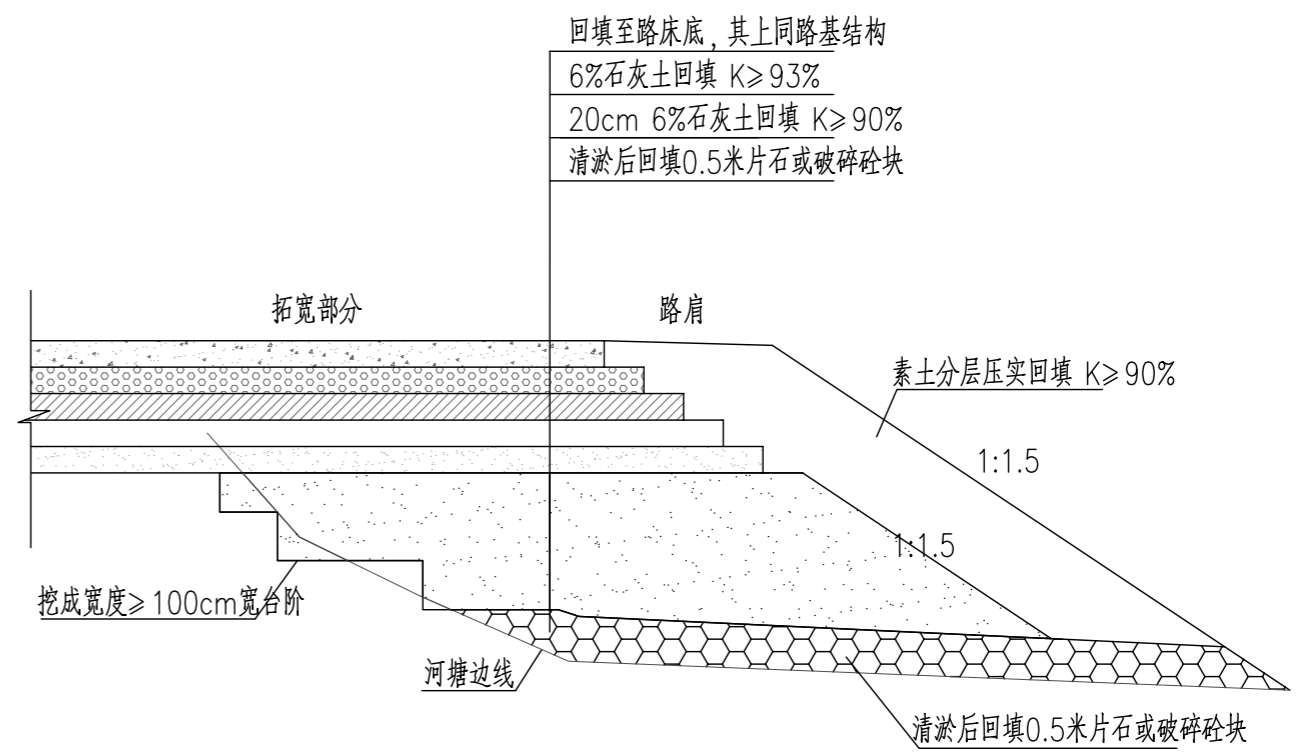 回填至路床底，其上同路基结构
6%石灰土回填 K≥93%
20cm 6%石灰土回填 K≥90%
清淤后回填0.5米片石或破碎砼块
拓宽部分
路肩
素土分层压实回填 K≥90%
1:1.5
1:1.5
挖成宽度≥100cm宽台阶
河塘边线
清淤后回填0.5米片石或破碎砼块